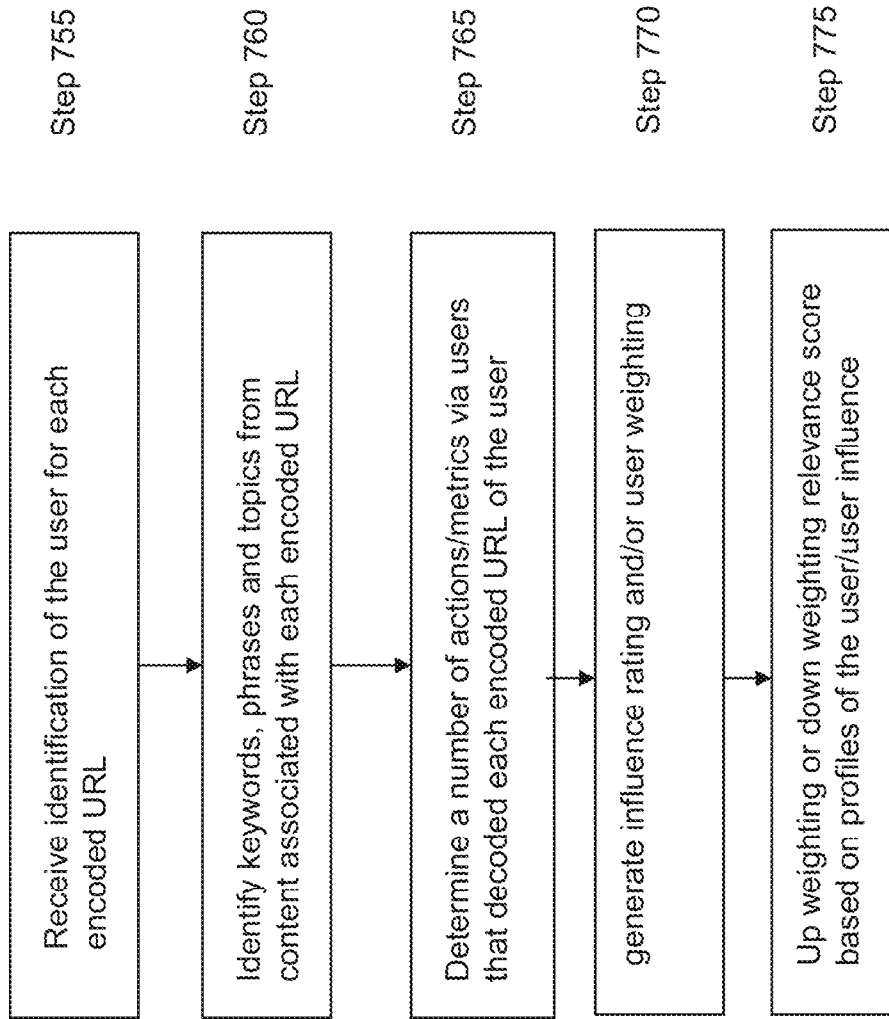 Receive identification of the user for each
encoded URL
Step 755
Identify keywords, phrases and topics from
content associated with each encoded URL
Step 760
Determine a number of actions/metrics via users
that decoded each encoded URL of the user
Step 765
generate influence rating and/or user weighting
Step 770
Up weighting or down weighting relevance score
based on profiles of the user/user influence
Step 775